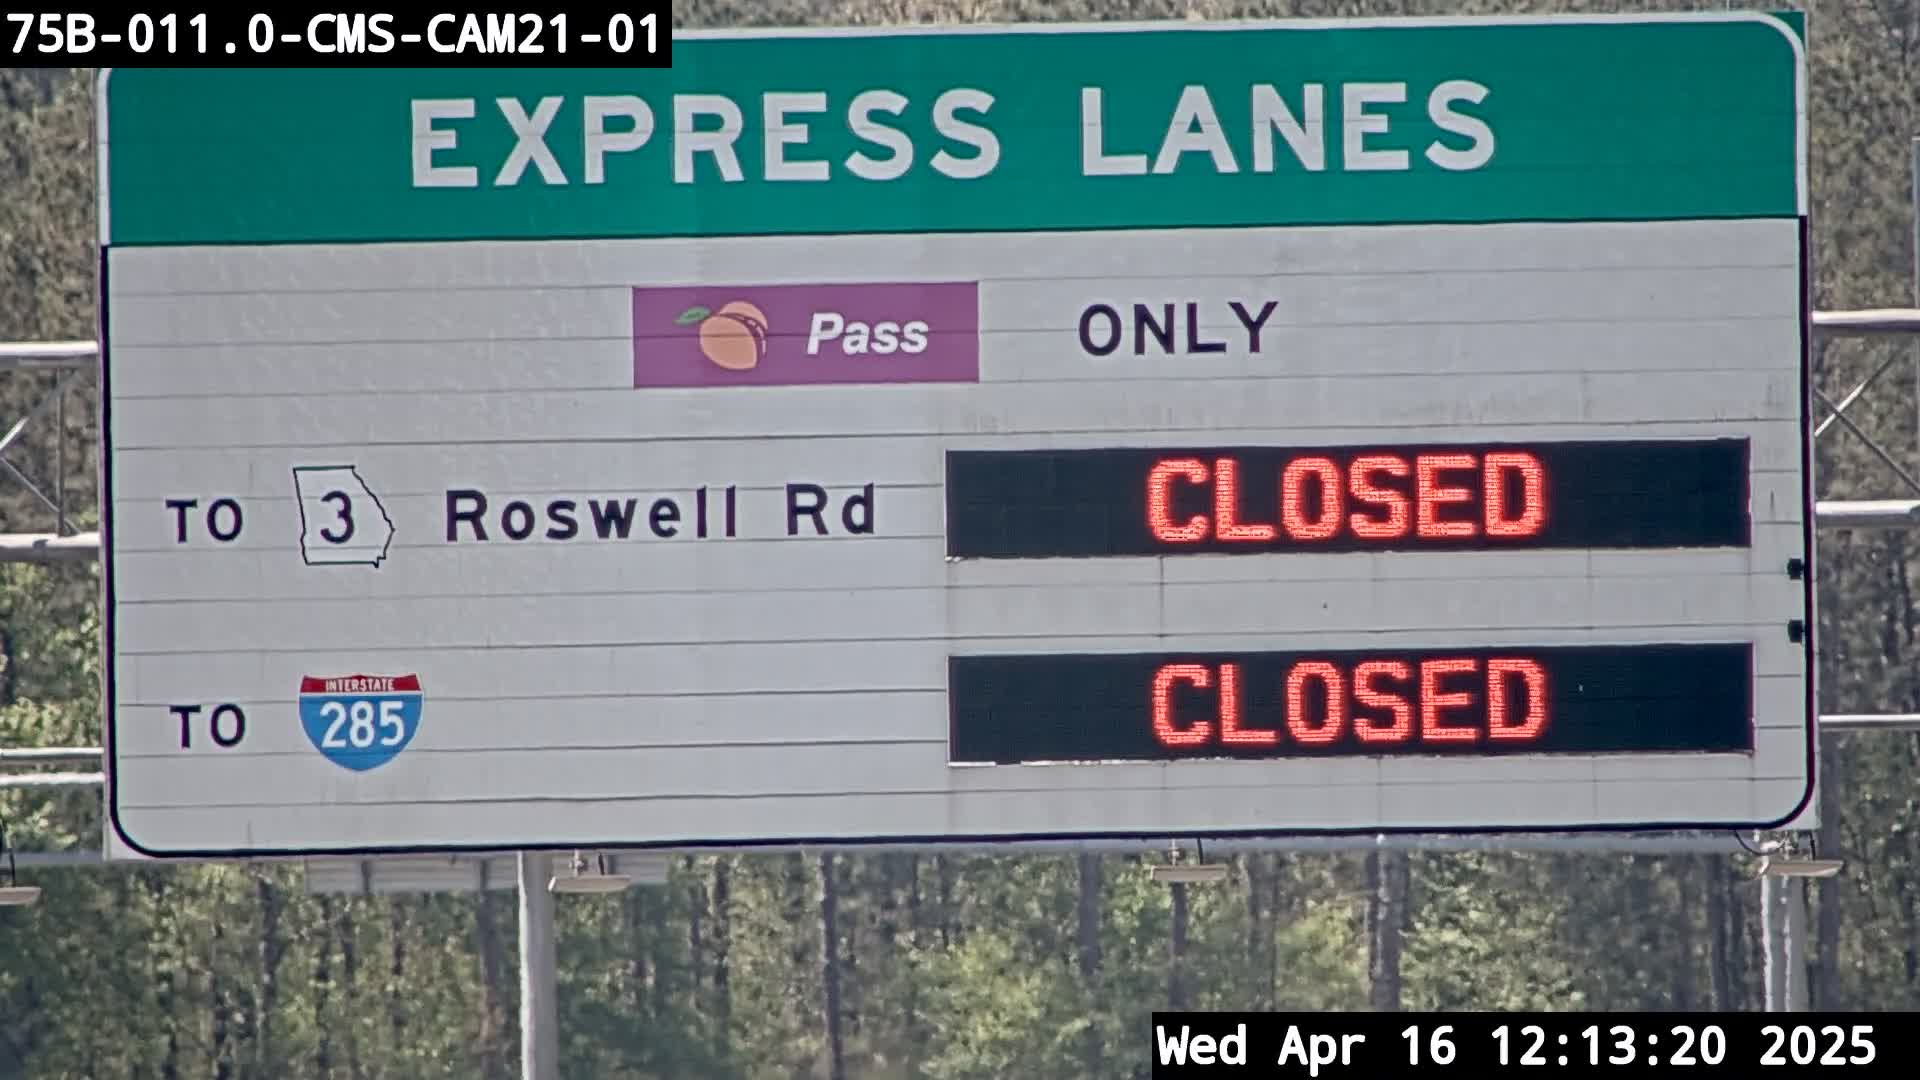 75B-011.0-CMS-CAM21-01
EXPRESS LANES
Pass ONLY
TO 3 Roswell Rd CLOSED
INTERSTATE
TO 285 CLOSED
Wed Apr 16 12:13:20 2025